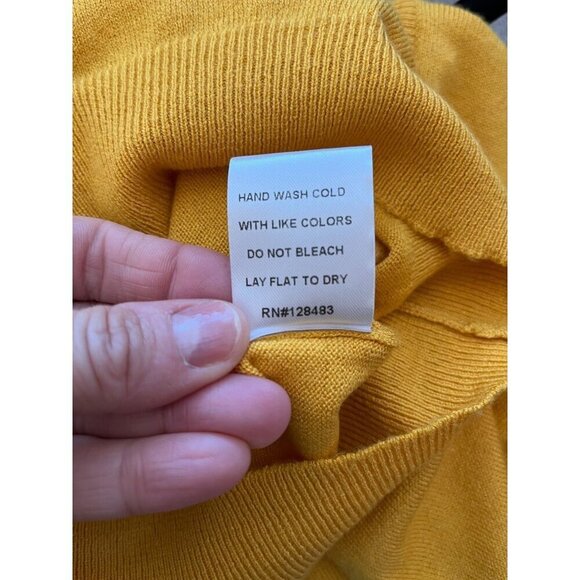 HAND WASH COLD
WITH LIKE COLORS
DO NOT BLEACH
LAY FLAT TO DRY
RN#128483